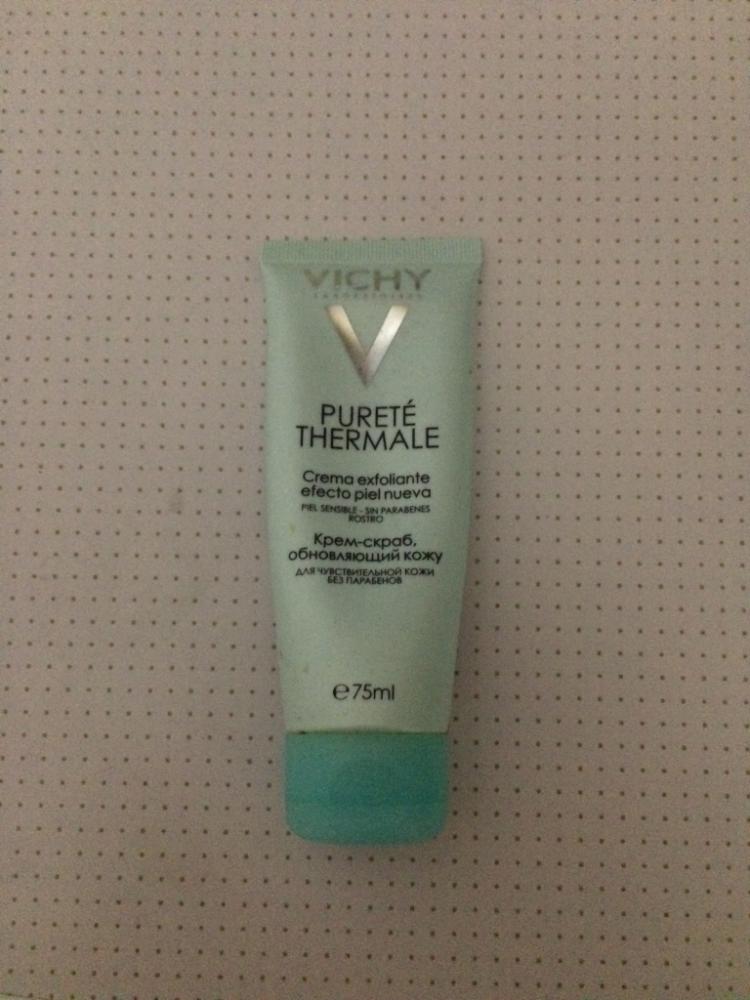 VICHY
LABORATOIRES
V
PURETÉ
THERMALE
Crema exfoliante
efecto piel nueva
PIEL SENSIBLE - SIN PARABENES
ROSTRO
Крем-скраб,
обновляющий кожу
ДЛЯ ЧУВСТВИТЕЛЬНОЙ КОЖИ
БЕЗ ПАРАБЕНОВ
℮75ml